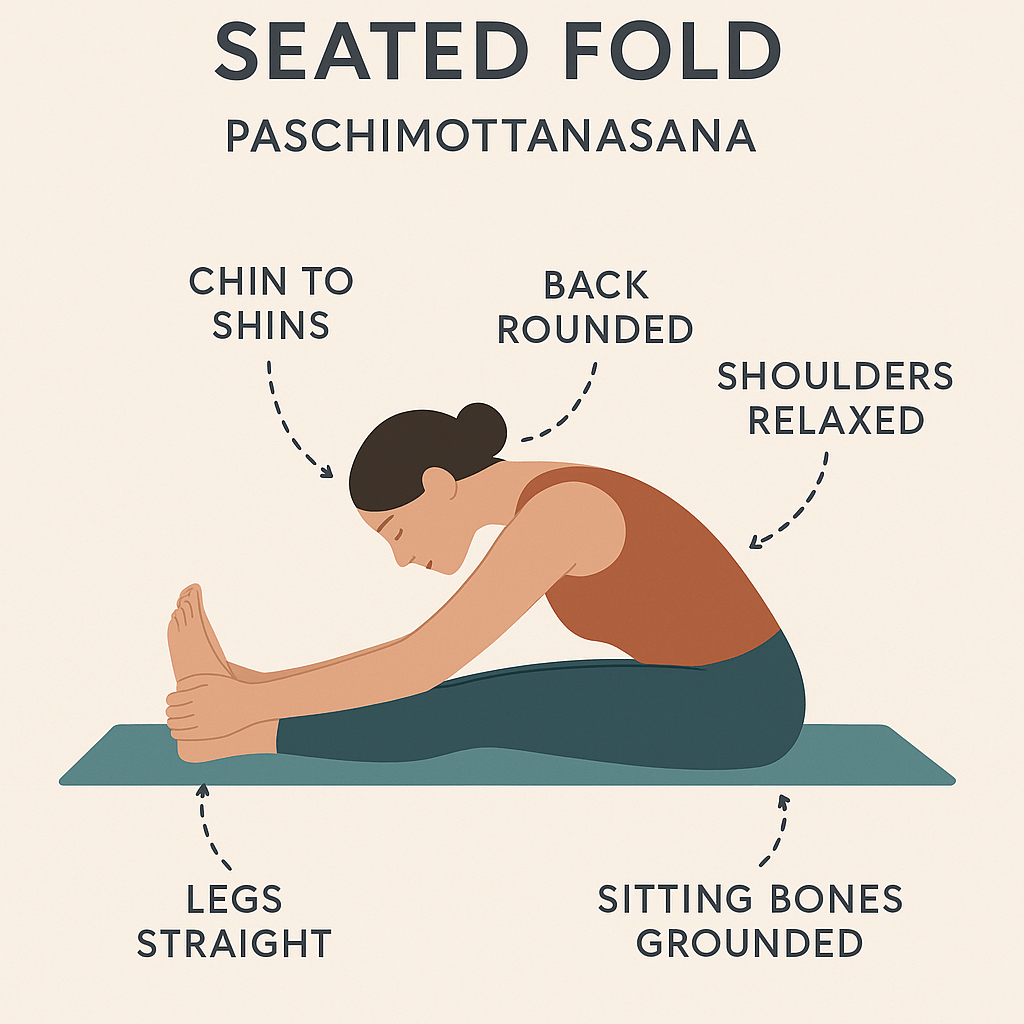 SEATED FOLD
PASCHIMOTTANASANA
CHIN TO
SHINS
BACK
ROUNDED
SHOULDERS
RELAXED
LEGS
STRAIGHT
SITTING BONES
GROUNDED